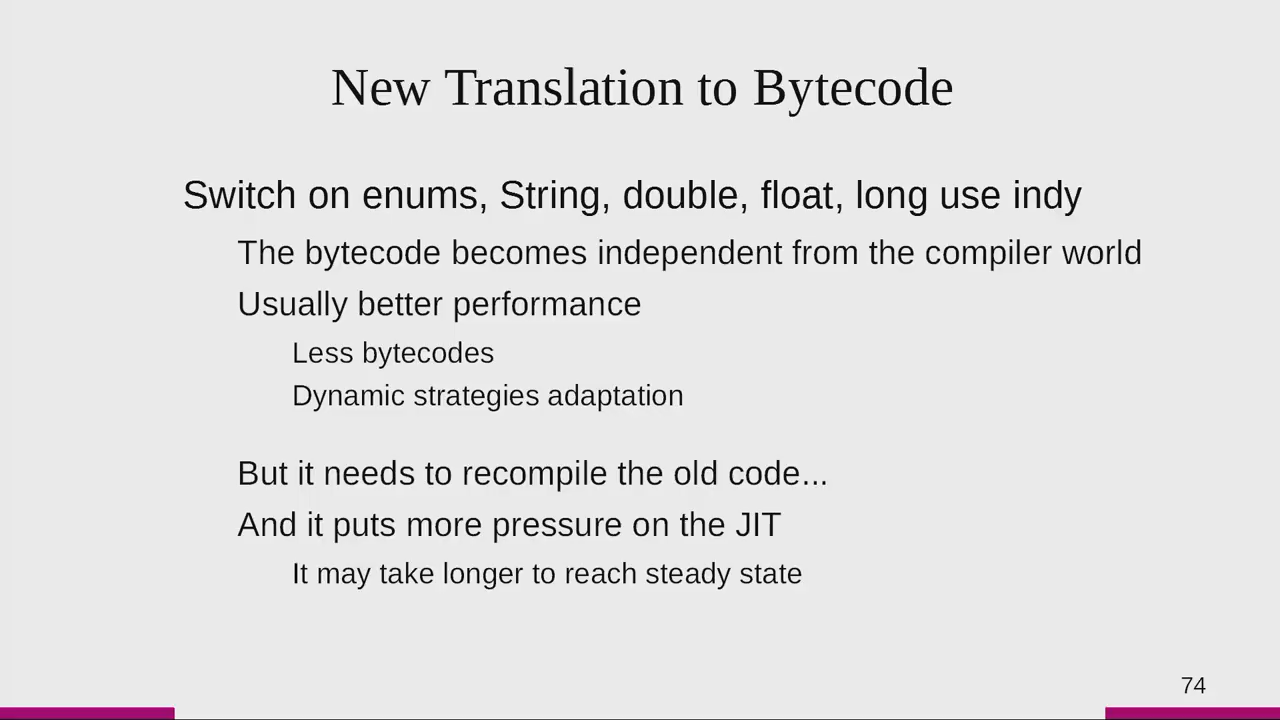 New Translation to Bytecode
Switch on enums, String, double, float, long use indy
The bytecode becomes independent from the compiler world
Usually better performance
Less bytecodes
Dynamic strategies adaptation
But it needs to recompile the old code...
And it puts more pressure on the JIT
It may take longer to reach steady state
74